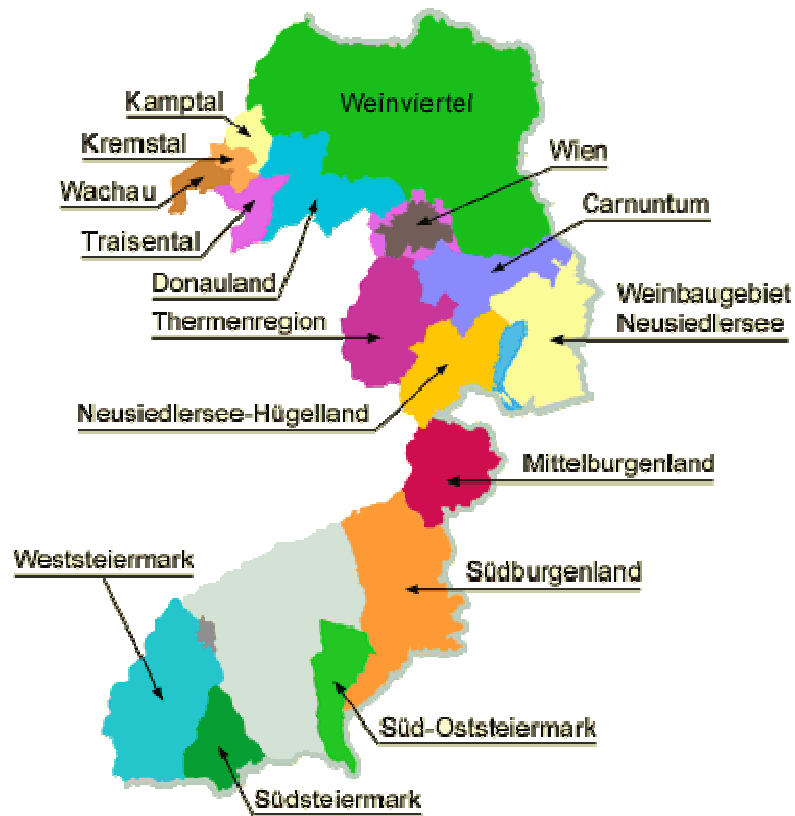 Kamptal
Weinviertel
Kremstal
Wien
Wachau
Carnuntum
Traisental
Donauland
Weinbaugebiet
Neusiedlersee
Thermenregion
Neusiedlersee-Hügelland
Mittelburgenland
Weststeiermark
Südburgenland
Süd-Oststeiermark
Südsteiermark